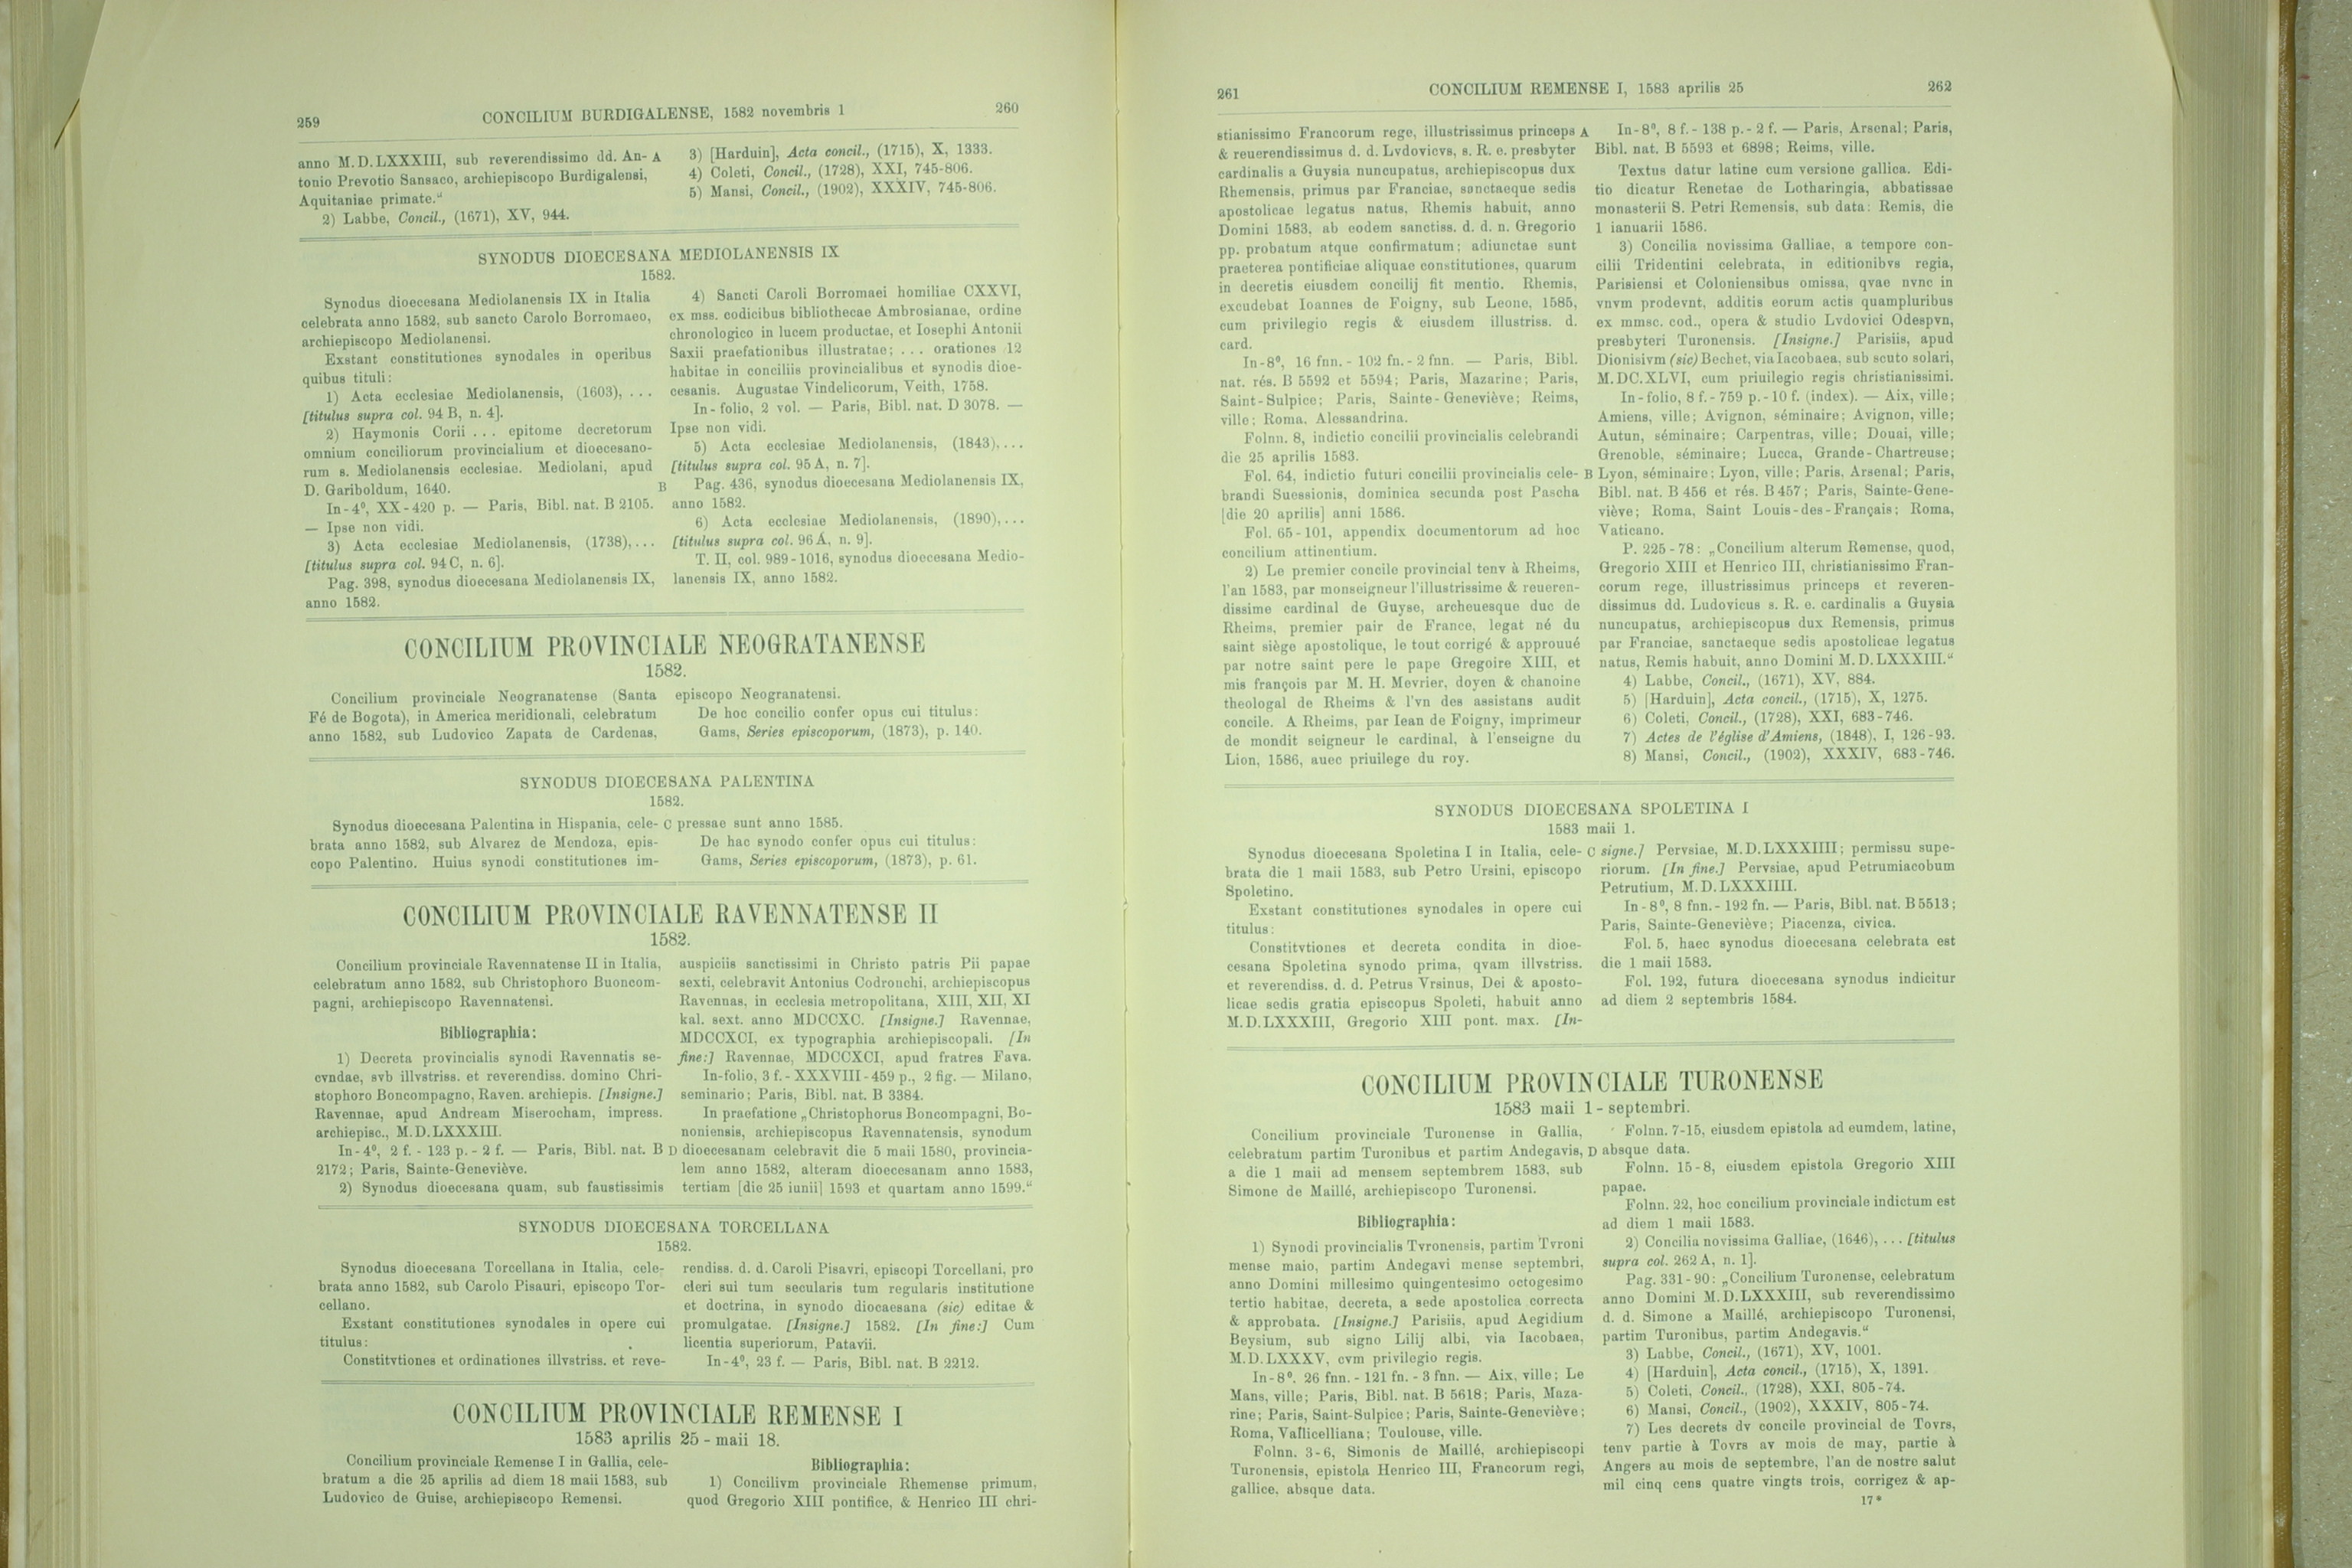 259
CONCILIUM BURDIGALENSE, 1582 novembris 1
260
anno M. D. LXXXIII, sub reverendissimo dd. An- A
tonio Prevotio Sansaco, archiepiscopo Burdigalensi,
Aquitaniae primate.“
2) Labbe, Concil., (1671), XV, 944.
3) [Harduin], Acta concil., (1715), X, 1333.
4) Coleti, Concil., (1728), XXI, 745-806.
5) Mansi, Concil., (1902), XXXIV, 745-806.
SYNODUS DIOECESANA MEDIOLANENSIS IX
1582.
Synodus dioecesana Mediolanensis IX in Italia
celebrata anno 1582, sub sancto Carolo Borromaeo,
archiepiscopo Mediolanensi.
Exstant constitutiones synodales in operibus
quibus tituli:
1) Acta ecclesiae Mediolanensis, (1603), ...
[titulus supra col. 94 B, n. 4].
2) Haymonis Corii ... epitome decretorum
omnium conciliorum provincialium et dioecesano-
rum s. Mediolanensis ecclesiae. Mediolani, apud
D. Gariboldum, 1640. B
In-4⁰, XX-420 p. — Paris, Bibl. nat. B 2105.
— Ipse non vidi.
3) Acta ecclesiae Mediolanensis, (1738), ...
[titulus supra col. 94 C, n. 6].
Pag. 398, synodus dioecesana Mediolanensis IX,
anno 1582.
4) Sancti Caroli Borromaei homiliae CXXVI,
ex mss. codicibus bibliothecae Ambrosianae, ordine
chronologico in lucem productae, et Iosephi Antonii
Saxii praefationibus illustratae; ... orationes 12
habitae in conciliis provincialibus et synodis dioe-
cesanis. Augustae Vindelicorum, Veith, 1758.
In-folio, 2 vol. — Paris, Bibl. nat. D 3078. —
Ipse non vidi.
5) Acta ecclesiae Mediolanensis, (1843), ...
[titulus supra col. 95 A, n. 7].
Pag. 436, synodus dioecesana Mediolanensis IX,
anno 1582.
6) Acta ecclesiae Mediolanensis, (1890), ...
[titulus supra col. 96 A, n. 9].
T. II, col. 989-1016, synodus dioecesana Medio-
lanensis IX, anno 1582.
CONCILIUM PROVINCIALE NEOGRATANENSE
1582.
Concilium provinciale Neogranatense (Santa
Fé de Bogota), in America meridionali, celebratum
anno 1582, sub Ludovico Zapata de Cardenas,
episcopo Neogranatensi.
De hoc concilio confer opus cui titulus:
Gams, Series episcoporum, (1873), p. 140.
SYNODUS DIOECESANA PALENTINA
1582.
Synodus dioecesana Palentina in Hispania, cele- C
brata anno 1582, sub Alvarez de Mendoza, epis-
copo Palentino. Huius synodi constitutiones im-
pressae sunt anno 1585.
De hac synodo confer opus cui titulus:
Gams, Series episcoporum, (1873), p. 61.
CONCILIUM PROVINCIALE RAVENNATENSE II
1582.
Concilium provinciale Ravennatense II in Italia,
celebratum anno 1582, sub Christophoro Buoncom-
pagni, archiepiscopo Ravennatensi.
Bibliographia:
1) Decreta provincialis synodi Ravennatis se-
cvndae, svb illvstriss. et reverendiss. domino Chri-
stophoro Boncompagno, Raven. archiepis. [Insigne.]
Ravennae, apud Andream Miserocham, impress.
archiepisc., M. D. LXXXIII.
In-4⁰, 2 f. - 123 p. - 2 f. — Paris, Bibl. nat. B D
2172; Paris, Sainte-Geneviève.
2) Synodus dioecesana quam, sub faustissimis
auspiciis sanctissimi in Christo patris Pii papae
sexti, celebravit Antonius Codronchi, archiepiscopus
Ravennas, in ecclesia metropolitana, XIII, XII, XI
kal. sext. anno MDCCXC. [Insigne.] Ravennae,
MDCCXCI, ex typographia archiepiscopali. [In
fine:] Ravennae, MDCCXCI, apud fratres Fava.
In-folio, 3 f. - XXXVIII - 459 p., 2 fig. — Milano,
seminario; Paris, Bibl. nat. B 3384.
In praefatione „Christophorus Boncompagni, Bo-
noniensis, archiepiscopus Ravennatensis, synodum
dioecesanam celebravit die 5 maii 1580, provincia-
lem anno 1582, alteram dioecesanam anno 1583,
tertiam [die 25 iunii] 1593 et quartam anno 1599.“
SYNODUS DIOECESANA TORCELLANA
1582.
Synodus dioecesana Torcellana in Italia, cele-
brata anno 1582, sub Carolo Pisauri, episcopo Tor-
cellano.
Exstant constitutiones synodales in opere cui
titulus:
Constitvtiones et ordinationes illvstriss. et reve-
rendiss. d. d. Caroli Pisavri, episcopi Torcellani, pro
cleri sui tum secularis tum regularis institutione
et doctrina, in synodo diocaesana (sic) editae &
promulgatae. [Insigne.] 1582. [In fine:] Cum
licentia superiorum, Patavii.
In-4⁰, 23 f. — Paris, Bibl. nat. B 2212.
CONCILIUM PROVINCIALE REMENSE I
1583 aprilis 25 - maii 18.
Concilium provinciale Remense I in Gallia, cele-
bratum a die 25 aprilis ad diem 18 maii 1583, sub
Ludovico de Guise, archiepiscopo Remensi.
Bibliographia:
1) Concilivm provinciale Rhemense primum,
quod Gregorio XIII pontifice, & Henrico III chri-
261
CONCILIUM REMENSE I, 1583 aprilis 25
262
stianissimo Francorum rege, illustrissimus princeps A
& reuerendissimus d. d. Lvdovicvs, s. R. e. presbyter
cardinalis a Guysia nuncupatus, archiepiscopus dux
Rhemensis, primus par Franciae, sanctaeque sedis
apostolicae legatus natus, Rhemis habuit, anno
Domini 1583, ab eodem sanctiss. d. d. n. Gregorio
pp. probatum atque confirmatum; adiunctae sunt
praeterea pontificiae aliquae constitutiones, quarum
in decretis eiusdem concilij fit mentio. Rhemis,
excudebat Ioannes de Foigny, sub Leone, 1585,
cum privilegio regis & eiusdem illustriss. d.
card.
In-8⁰, 16 fnn. - 102 fn. - 2 fnn. — Paris, Bibl.
nat. rés. B 5592 et 5594; Paris, Mazarine; Paris,
Saint-Sulpice; Paris, Sainte-Geneviève; Reims,
ville; Roma, Alessandrina.
Folnn. 8, indictio concilii provincialis celebrandi
die 25 aprilis 1583.
Fol. 64, indictio futuri concilii provincialis cele- B
brandi Suessionis, dominica secunda post Pascha
[die 20 aprilis] anni 1586.
Fol. 65-101, appendix documentorum ad hoc
concilium attinentium.
2) Le premier concile provincial tenv à Rheims,
l'an 1583, par monseigneur l'illustrissime & reueren-
dissime cardinal de Guyse, archeuesque duc de
Rheims, premier pair de France, legat né du
saint siège apostolique, le tout corrigé & approuué
par notre saint pere le pape Gregoire XIII, et
mis françois par M. H. Mevrier, doyen & chanoine
theologal de Rheims & l'vn des assistans audit
concile. A Rheims, par Iean de Foigny, imprimeur
de mondit seigneur le cardinal, à l'enseigne du
Lion, 1586, auec priuilege du roy.
In-8⁰, 8 f. - 138 p. - 2 f. — Paris, Arsenal; Paris,
Bibl. nat. B 5593 et 6898; Reims, ville.
Textus datur latine cum versione gallica. Edi-
tio dicatur Renetae de Lotharingia, abbatissae
monasterii S. Petri Remensis, sub data: Remis, die
1 ianuarii 1586.
3) Concilia novissima Galliae, a tempore con-
cilii Tridentini celebrata, in editionibvs regia,
Parisiensi et Coloniensibus omissa, qvae nvnc in
vnvm prodevnt, additis eorum actis quampluribus
ex mmsc. cod., opera & studio Lvdovici Odespvn,
presbyteri Turonensis. [Insigne.] Parisiis, apud
Dionisivm (sic) Bechet, via Iacobaea, sub scuto solari,
M. DC. XLVI, cum priuilegio regis christianissimi.
In-folio, 8 f. - 759 p. - 10 f. (index). — Aix, ville;
Amiens, ville; Avignon, séminaire; Avignon, ville;
Autun, séminaire; Carpentras, ville; Douai, ville;
Grenoble, séminaire; Lucca, Grande-Chartreuse;
Lyon, séminaire; Lyon, ville; Paris, Arsenal; Paris,
Bibl. nat. B 456 et rés. B 457; Paris, Sainte-Gene-
viève; Roma, Saint Louis-des-Français; Roma,
Vaticano.
P. 225-78: „Concilium alterum Remense, quod,
Gregorio XIII et Henrico III, christianissimo Fran-
corum rege, illustrissimus princeps et reveren-
dissimus dd. Ludovicus s. R. e. cardinalis a Guysia
nuncupatus, archiepiscopus dux Remensis, primus
par Franciae, sanctaeque sedis apostolicae legatus
natus, Remis habuit, anno Domini M. D. LXXXIII.“
4) Labbe, Concil., (1671), XV, 884.
5) [Harduin], Acta concil., (1715), X, 1275.
6) Coleti, Concil., (1728), XXI, 683-746.
7) Actes de l'église d'Amiens, (1848), I, 126-93.
8) Mansi, Concil., (1902), XXXIV, 683-746.
SYNODUS DIOECESANA SPOLETINA I
1583 maii 1.
Synodus dioecesana Spoletina I in Italia, cele- C
brata die 1 maii 1583, sub Petro Ursini, episcopo
Spoletino.
Exstant constitutiones synodales in opere cui
titulus:
Constitvtiones et decreta condita in dioe-
cesana Spoletina synodo prima, qvam illvstriss.
et reverendiss. d. d. Petrus Vrsinus, Dei & aposto-
licae sedis gratia episcopus Spoleti, habuit anno
M. D. LXXXIII, Gregorio XIII pont. max. [In-
signe.] Pervsiae, M. D. LXXXIIII; permissu supe-
riorum. [In fine.] Pervsiae, apud Petrumiacobum
Petrutium, M. D. LXXXIIII.
In-8⁰, 8 fnn. - 192 fn. — Paris, Bibl. nat. B 5513;
Paris, Sainte-Geneviève; Piacenza, civica.
Fol. 5, haec synodus dioecesana celebrata est
die 1 maii 1583.
Fol. 192, futura dioecesana synodus indicitur
ad diem 2 septembris 1584.
CONCILIUM PROVINCIALE TURONENSE
1583 maii 1 - septembri.
Concilium provinciale Turonense in Gallia,
celebratum partim Turonibus et partim Andegavis, D
a die 1 maii ad mensem septembrem 1583, sub
Simone de Maillé, archiepiscopo Turonensi.
Bibliographia:
1) Synodi provincialis Tvronensis, partim Tvroni
mense maio, partim Andegavi mense septembri,
anno Domini millesimo quingentesimo octogesimo
tertio habitae, decreta, a sede apostolica correcta
& approbata. [Insigne.] Parisiis, apud Aegidium
Beysium, sub signo Lilij albi, via Iacobaea,
M. D. LXXXV, cvm privilegio regis.
In-8⁰, 26 fnn. - 121 fn. - 3 fnn. — Aix, ville; Le
Mans, ville; Paris, Bibl. nat. B 5618; Paris, Maza-
rine; Paris, Saint-Sulpice; Paris, Sainte-Geneviève;
Roma, Vallicelliana; Toulouse, ville.
Folnn. 3-6, Simonis de Maillé, archiepiscopi
Turonensis, epistola Henrico III, Francorum regi,
gallice, absque data.
Folnn. 7-15, eiusdem epistola ad eumdem, latine,
absque data.
Folnn. 15-8, eiusdem epistola Gregorio XIII
papae.
Folnn. 22, hoc concilium provinciale indictum est
ad diem 1 maii 1583.
2) Concilia novissima Galliae, (1646), ... [titulus
supra col. 262 A, n. 1].
Pag. 331-90: „Concilium Turonense, celebratum
anno Domini M. D. LXXXIII, sub reverendissimo
d. d. Simone a Maillé, archiepiscopo Turonensi,
partim Turonibus, partim Andegavis.“
3) Labbe, Concil., (1671), XV, 1001.
4) [Harduin], Acta concil., (1715), X, 1391.
5) Coleti, Concil., (1728), XXI, 805-74.
6) Mansi, Concil., (1902), XXXIV, 805-74.
7) Les decrets dv concile provincial de Tovrs,
tenv partie à Tovrs av mois de may, partie à
Angers au mois de septembre, l'an de nostre salut
mil cinq cens quatre vingts trois, corrigez & ap-
17*